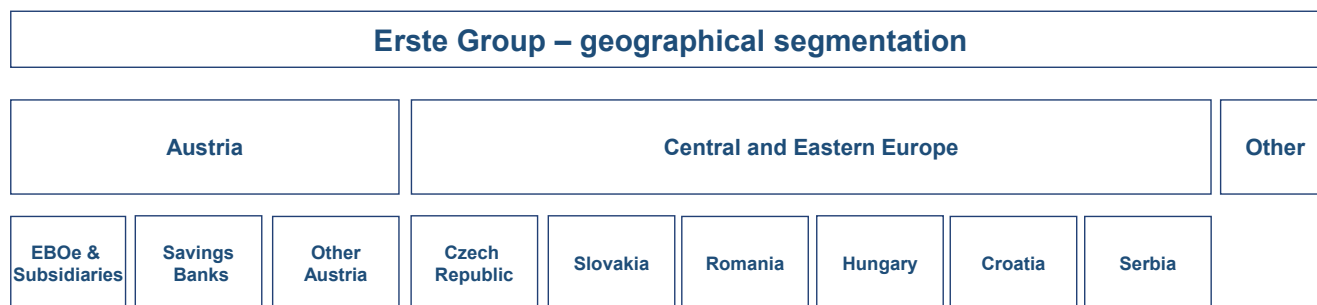 Erste Group – geographical segmentation
Austria
Central and Eastern Europe
Other
EBOe &
Subsidiaries
Savings
Banks
Other
Austria
Czech
Republic
Slovakia
Romania
Hungary
Croatia
Serbia